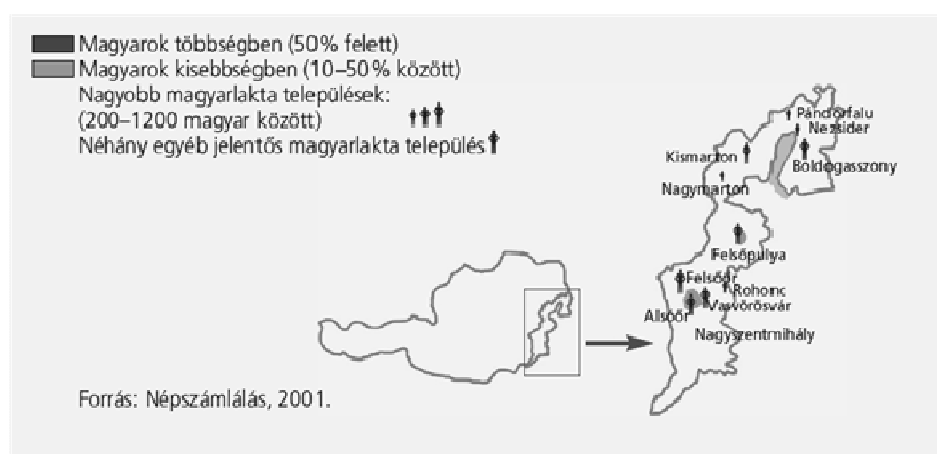 Magyarok többségben (50% felett)
Magyarok kisebbségben (10–50% között)
Nagyobb magyarlakta települések:
(200–1200 magyar között)
Néhány egyéb jelentős magyarlakta település
Pándorfalu
Nezsider
Kismarton
Boldogasszony
Nagymarton
Felsőpulya
Felsőőr
Rohonc
Vasvörösvár
Alsóőr
Nagyszentmihály
Forrás: Népszámlálás, 2001.